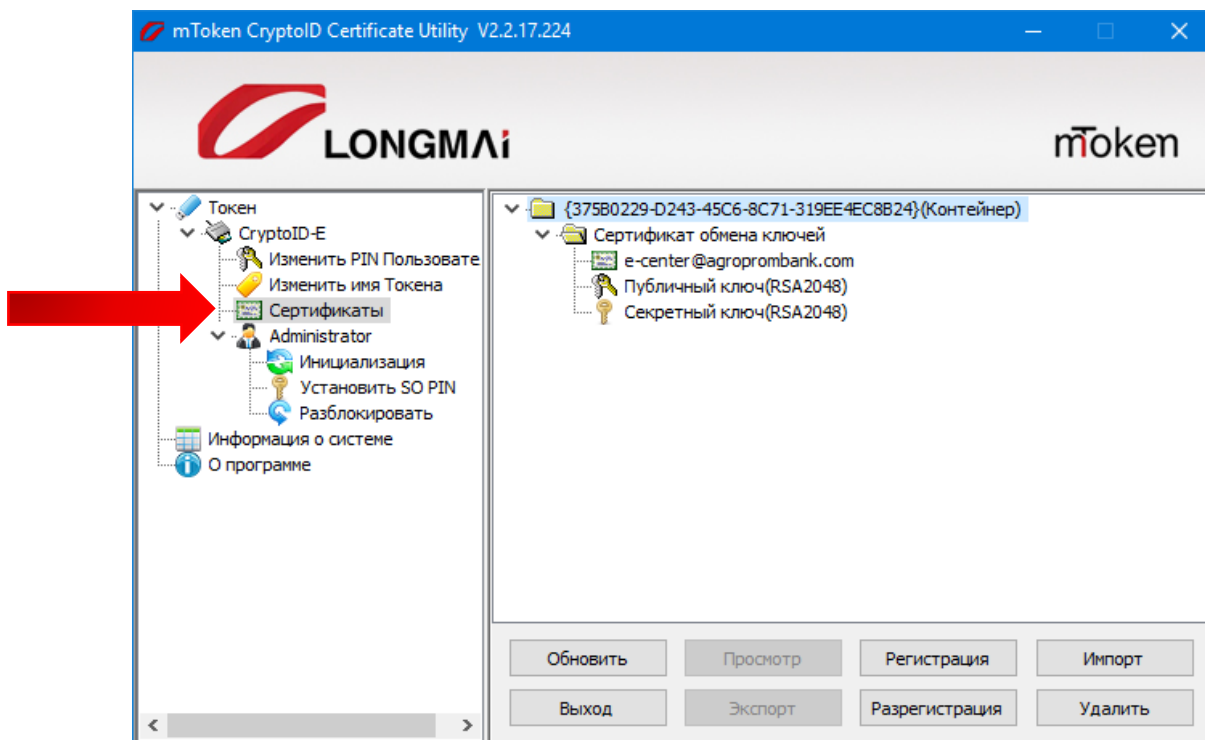 mToken CryptoID Certificate Utility V2.2.17.224
LONGMAi
mToken
Токен
CryptoID-E
Изменить PIN Пользовате
Изменить имя Токена
Сертификаты
Administrator
Инициализация
Установить SO PIN
Разблокировать
Информация о системе
О программе
{375B0229-D243-45C6-8C71-319EE4EC8B24}(Контейнер)
Сертификат обмена ключей
e-center@agroprombank.com
Публичный ключ(RSA2048)
Секретный ключ(RSA2048)
Обновить Просмотр Регистрация Импорт
Выход Экспорт Разрегистрация Удалить